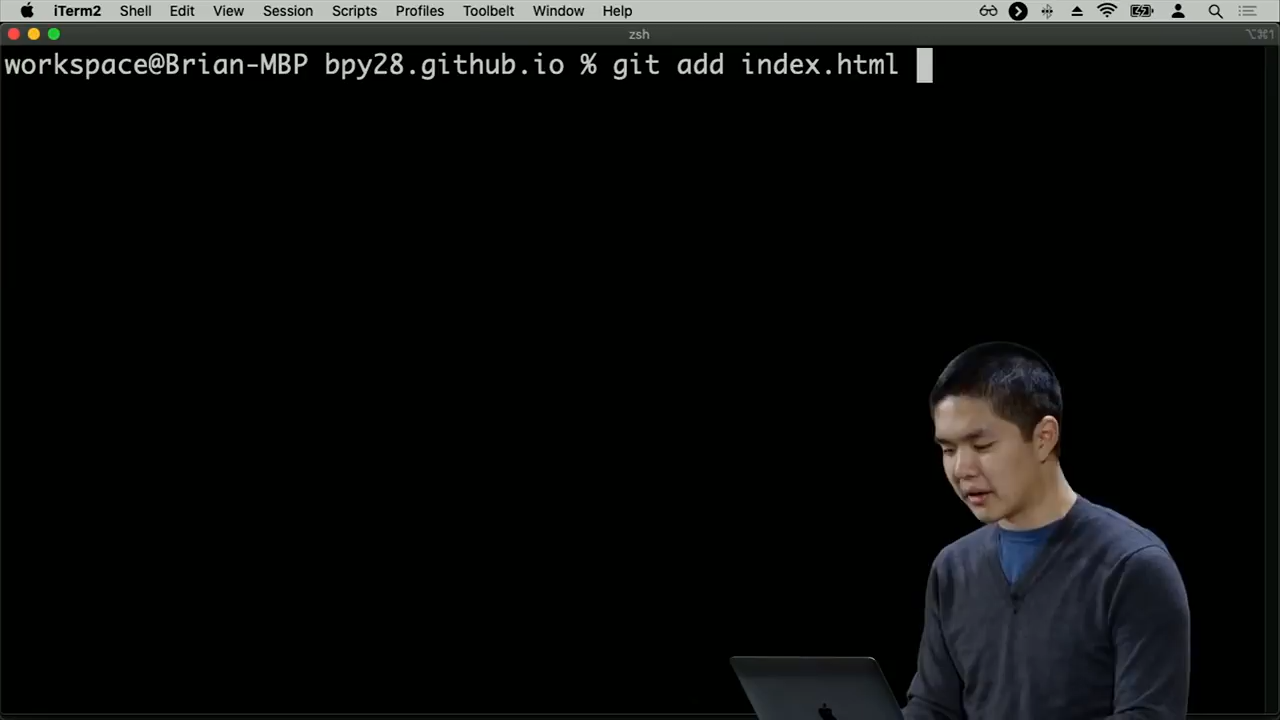 iTerm2 Shell Edit View Session Scripts Profiles Toolbelt Window Help
zsh
⌥⌘1
workspace@Brian-MBP bpy28.github.io % git add index.html